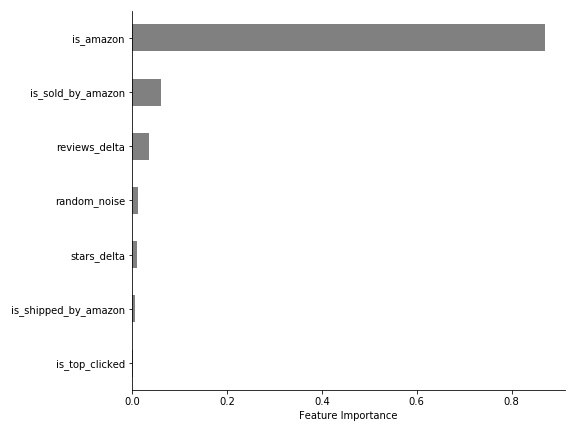 is_amazon
is_sold_by_amazon
reviews_delta
random_noise
stars_delta
is_shipped_by_amazon
is_top_clicked
0.0 0.2 0.4 0.6 0.8
Feature Importance